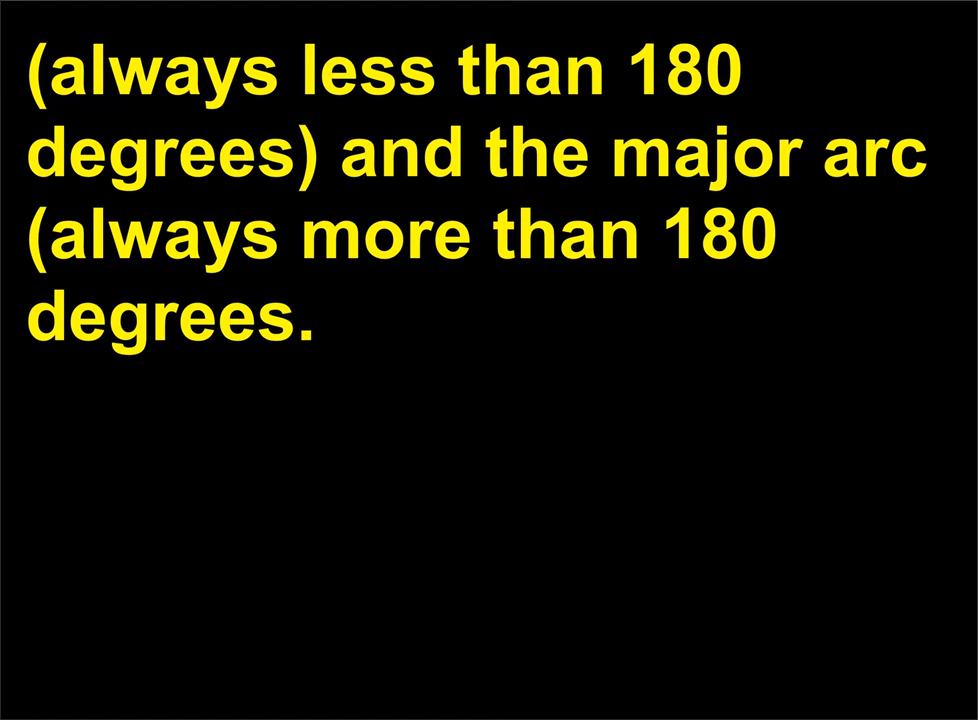 (always less than 180
degrees) and the major arc
(always more than 180
degrees.